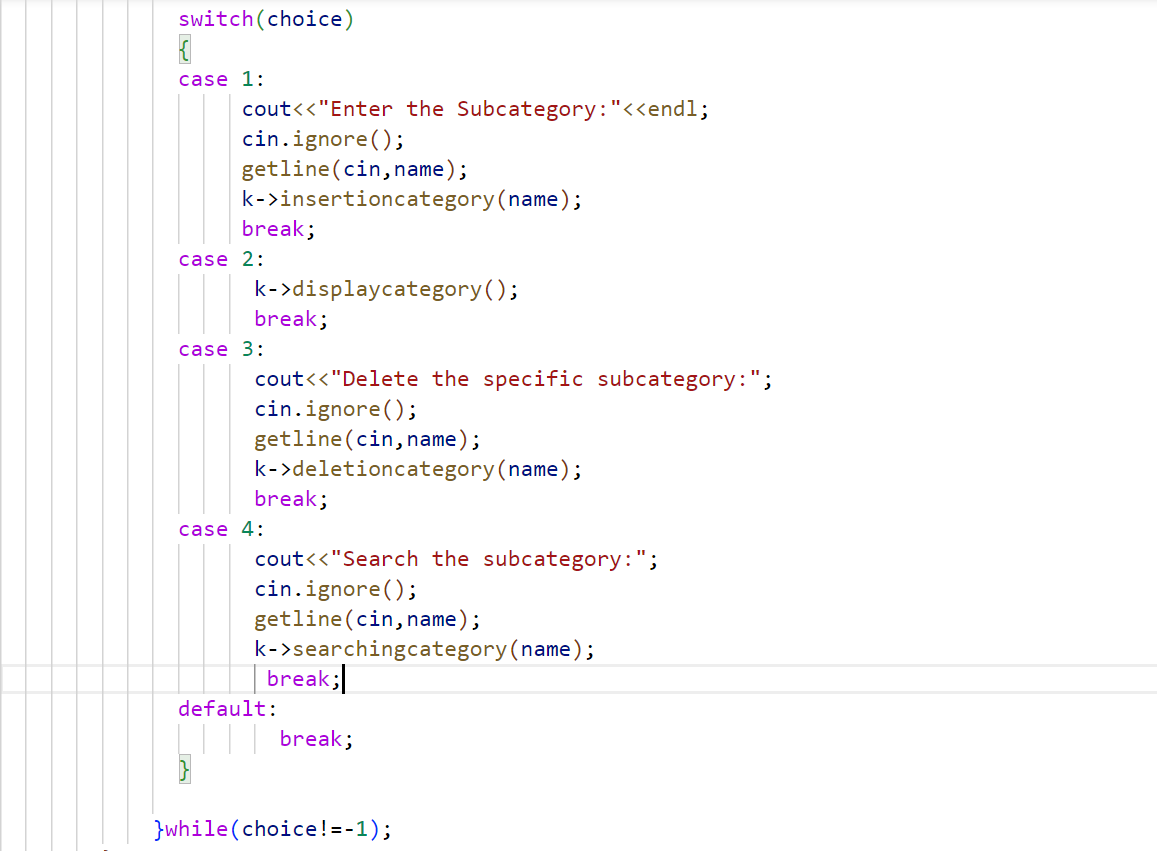 switch(choice)
{
case 1:
cout<<"Enter the Subcategory:"<<endl;
cin.ignore();
getline(cin,name);
k->insertioncategory(name);
break;
case 2:
k->displaycategory();
break;
case 3:
cout<<"Delete the specific subcategory:";
cin.ignore();
getline(cin,name);
k->deletioncategory(name);
break;
case 4:
cout<<"Search the subcategory:";
cin.ignore();
getline(cin,name);
k->searchingcategory(name);
break;
default:
break;
}
}while(choice!=-1);